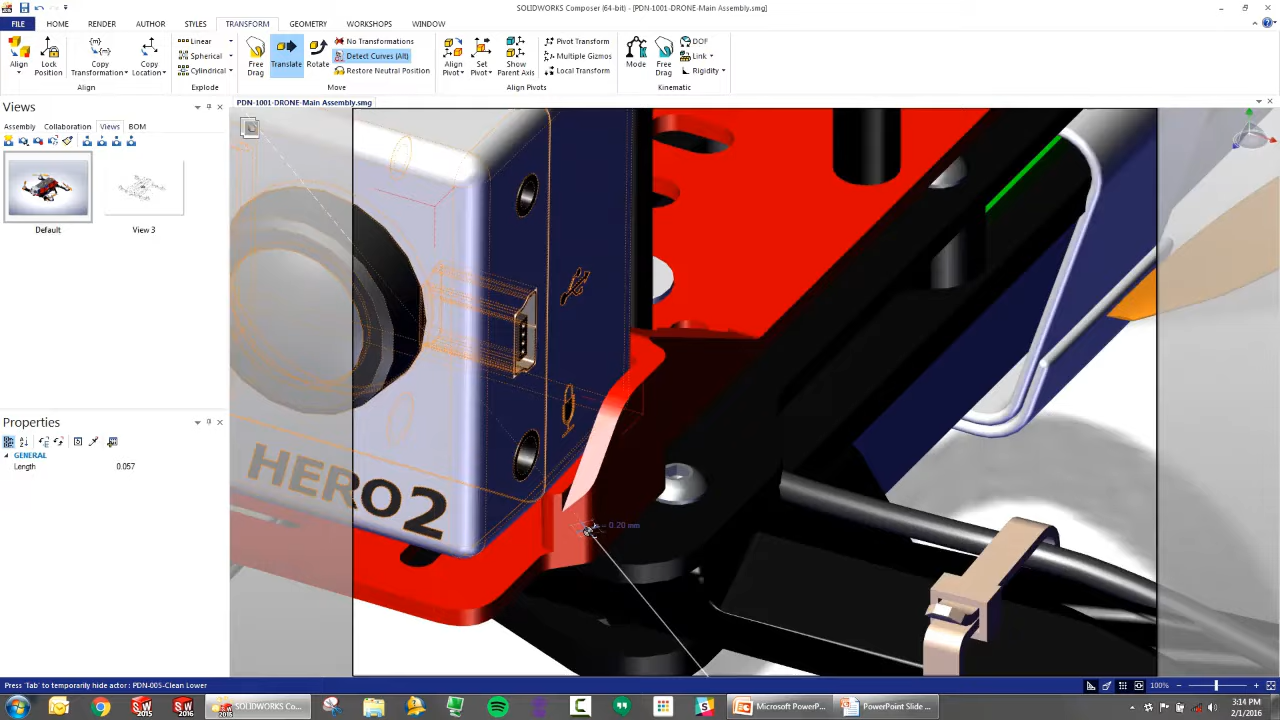 SOLIDWORKS Composer (64-bit) - [PDN-1001-DRONE-Main Assembly.smg]
FILE HOME RENDER AUTHOR STYLES TRANSFORM GEOMETRY WORKSHOPS WINDOW
Align
Lock Position
Copy Transformation
Copy Location
Align
Linear
Spherical
Cylindrical
Explode
Free Drag
Translate
Rotate
No Transformations
Detect Curves (Alt)
Restore Neutral Position
Move
Align Pivot
Set Pivot
Show Parent Axis
Pivot Transform
Multiple Gizmos
Local Transform
Align Pivots
Mode
Free Drag
DOF
Link
Rigidity
Kinematic
Views
Assembly Collaboration Views BOM
Default
View 3
Properties
GENERAL
Length 0.057
PDN-1001-DRONE-Main Assembly.smg
HERO2
0.20 mm
Press 'Tab' to temporarily hide actor : PDN-005-Clean Lower
100%
2015
2016
2015
SOLIDWORKS Co...
Microsoft PowerP...
PowerPoint Slide ...
3:14 PM
2/1/2016